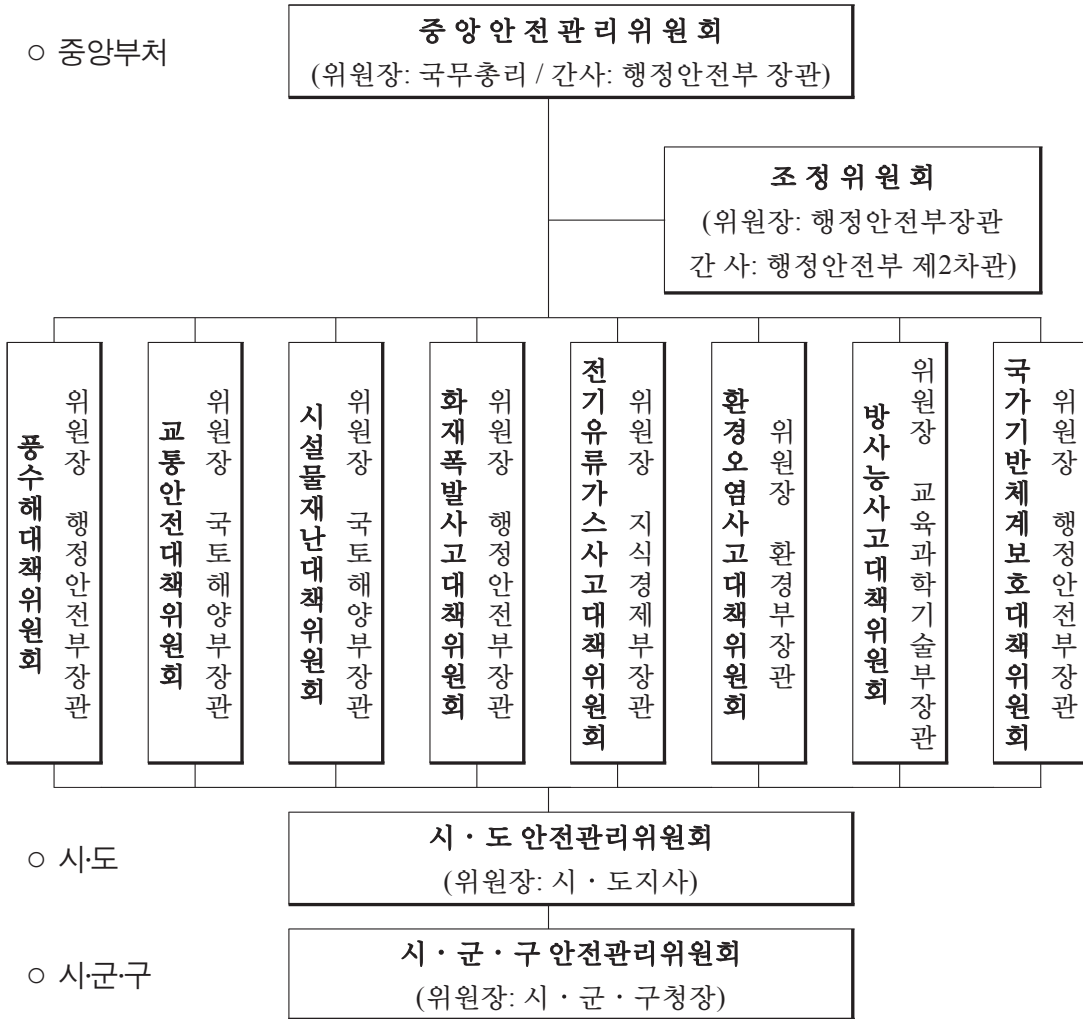 ○ 중앙부처
중앙안전관리위원회
(위원장: 국무총리 / 간사: 행정안전부 장관)
조정위원회
(위원장: 행정안전부장관
간 사: 행정안전부 제2차관)
풍수해대책위원회
위원장 행정안전부장관
교통안전대책위원회
위원장 국토해양부장관
시설물재난대책위원회
위원장 국토해양부장관
화재폭발사고대책위원회
위원장 행정안전부장관
전기유류가스사고대책위원회
위원장 지식경제부장관
환경오염사고대책위원회
위원장 환경부장관
방사능사고대책위원회
위원장 교육과학기술부장관
국가기반체계보호대책위원회
위원장 행정안전부장관
○ 시·도
시 · 도 안전관리위원회
(위원장: 시 · 도지사)
○ 시·군·구
시 · 군 · 구 안전관리위원회
(위원장: 시 · 군 · 구청장)